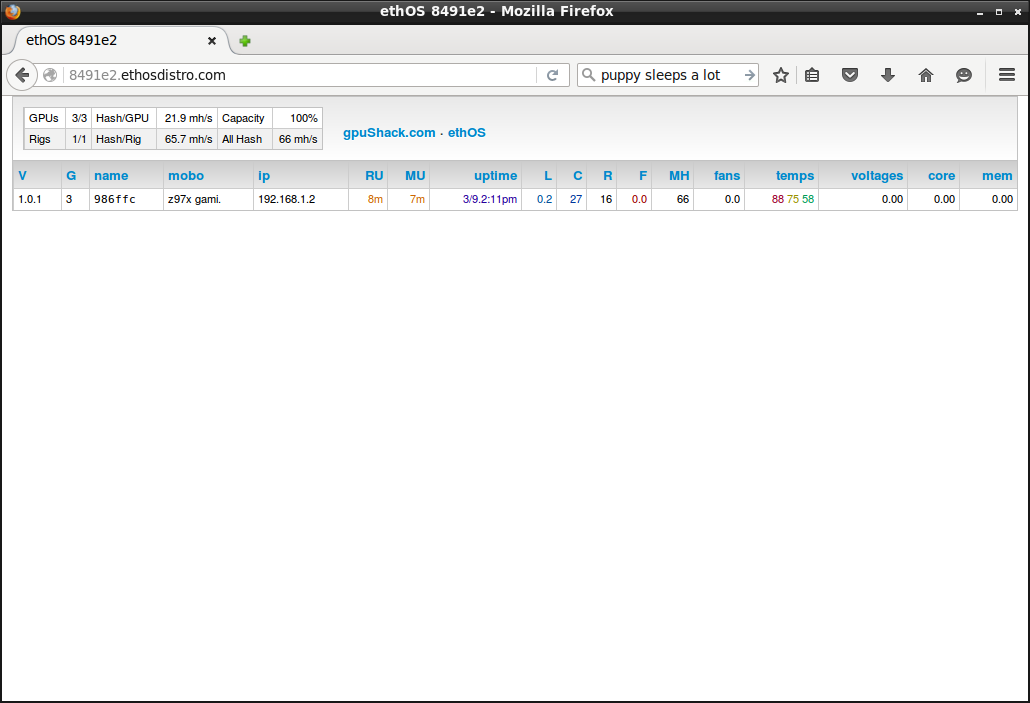 ethOS 8491e2 - Mozilla Firefox
ethOS 8491e2
8491e2.ethosdistro.com
puppy sleeps a lot
GPUs 3/3 Hash/GPU 21.9 mh/s Capacity 100%
Rigs 1/1 Hash/Rig 65.7 mh/s All Hash 66 mh/s
gpuShack.com · ethOS
V G name mobo ip RU MU uptime L C R F MH fans temps voltages core mem
1.0.1 3 986ffc z97x gami. 192.168.1.2 8m 7m 3/9.2:11pm 0.2 27 16 0.0 66 0.0 88 75 58 0.00 0.00 0.00